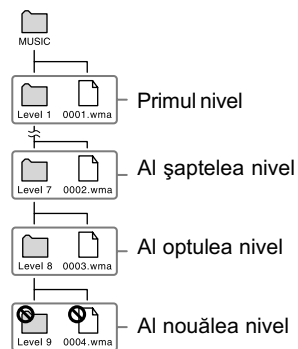 MUSIC
Level 1 0001.wma Primul nivel
Level 7 0002.wma Al şaptelea nivel
Level 8 0003.wma Al optulea nivel
Level 9 0004.wma Al nouălea nivel